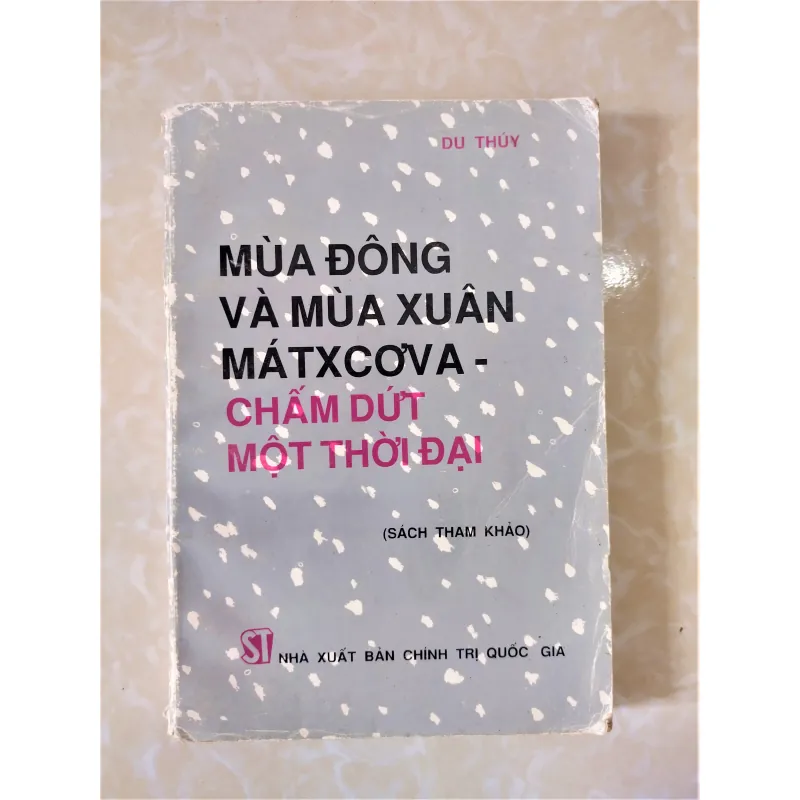 DU THÚY
MÙA ĐÔNG
VÀ MÙA XUÂN
MÁTXCƠVA -
CHẤM DỨT
MỘT THỜI ĐẠI
(SÁCH THAM KHẢO)
ST NHÀ XUẤT BẢN CHÍNH TRỊ QUỐC GIA